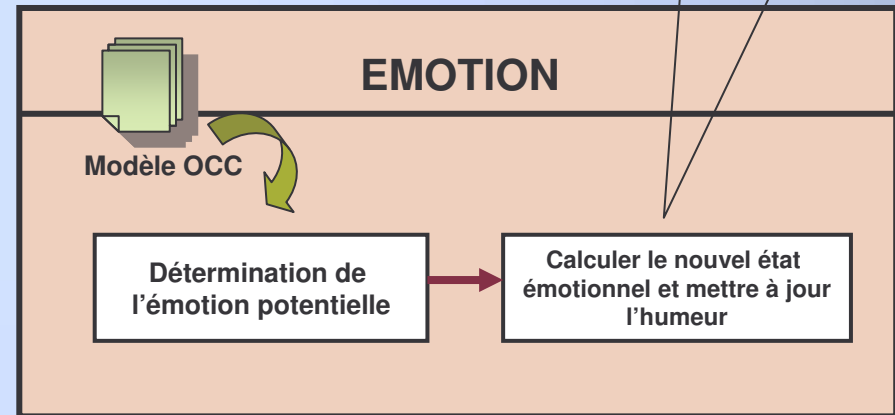 EMOTION
Modèle OCC
Détermination de
l’émotion potentielle
Calculer le nouvel état
émotionnel et mettre à jour
l’humeur